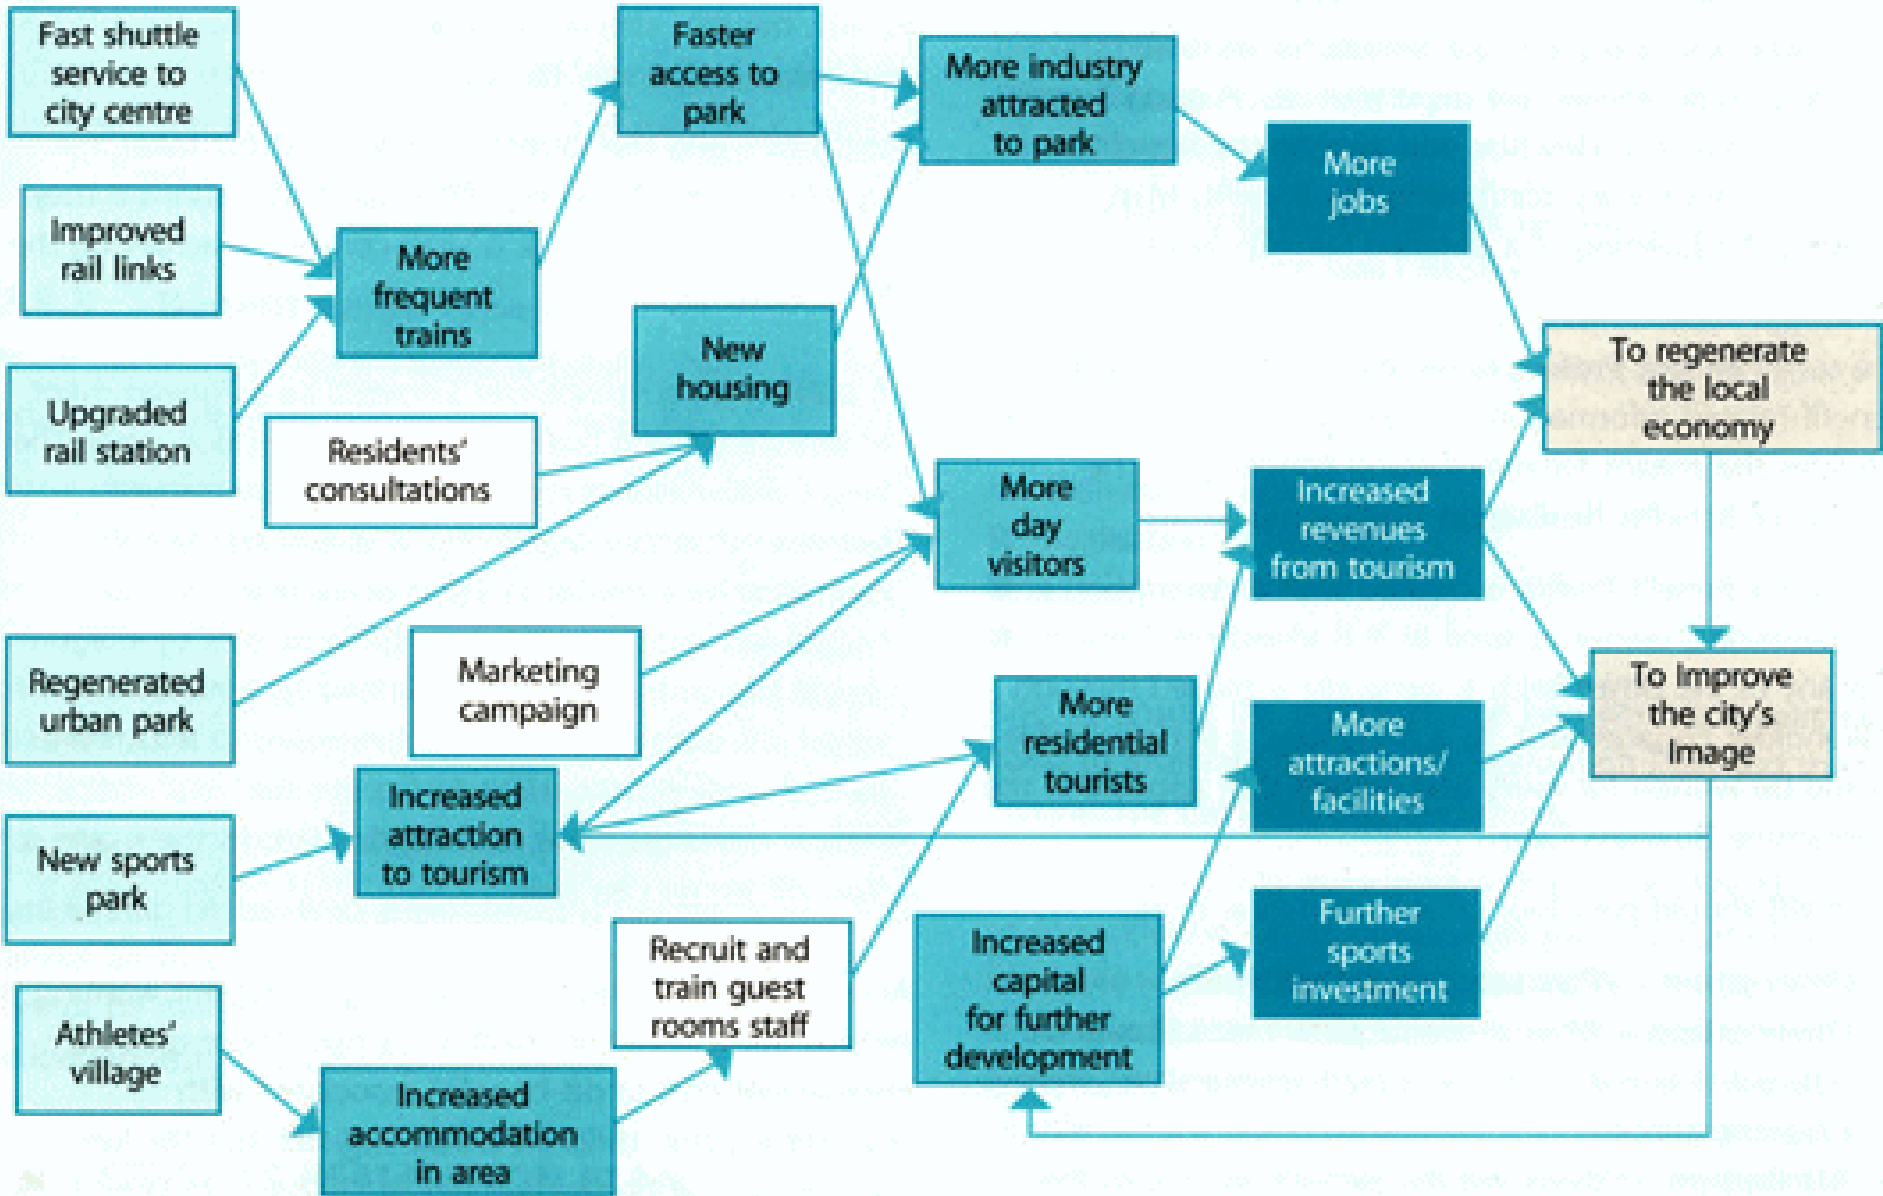 Fast shuttle
service to
city centre
Improved
rail links
Upgraded
rail station
Regenerated
urban park
New sports
park
Athletes'
village
More
frequent
trains
Residents'
consultations
Marketing
campaign
Increased
attraction
to tourism
Increased
accommodation
in area
Faster
access to
park
New
housing
Recruit and
train guest
rooms staff
More industry
attracted
to park
More
day
visitors
More
residential
tourists
Increased
capital
for further
development
More
jobs
Increased
revenues
from tourism
More
attractions/
facilities
Further
sports
investment
To regenerate
the local
economy
To Improve
the city's
Image